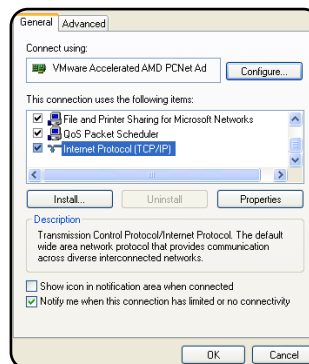 General
Advanced
Connect using:
VMware Accelerated AMD PCNet Ad
Configure...
This connection uses the following items:
File and Printer Sharing for Microsoft Networks
QoS Packet Scheduler
Internet Protocol (TCP/IP)
Install...
Uninstall
Properties
Description
Transmission Control Protocol/Internet Protocol. The default
wide area network protocol that provides communication
across diverse interconnected networks.
Show icon in notification area when connected
Notify me when this connection has limited or no connectivity
OK
Cancel